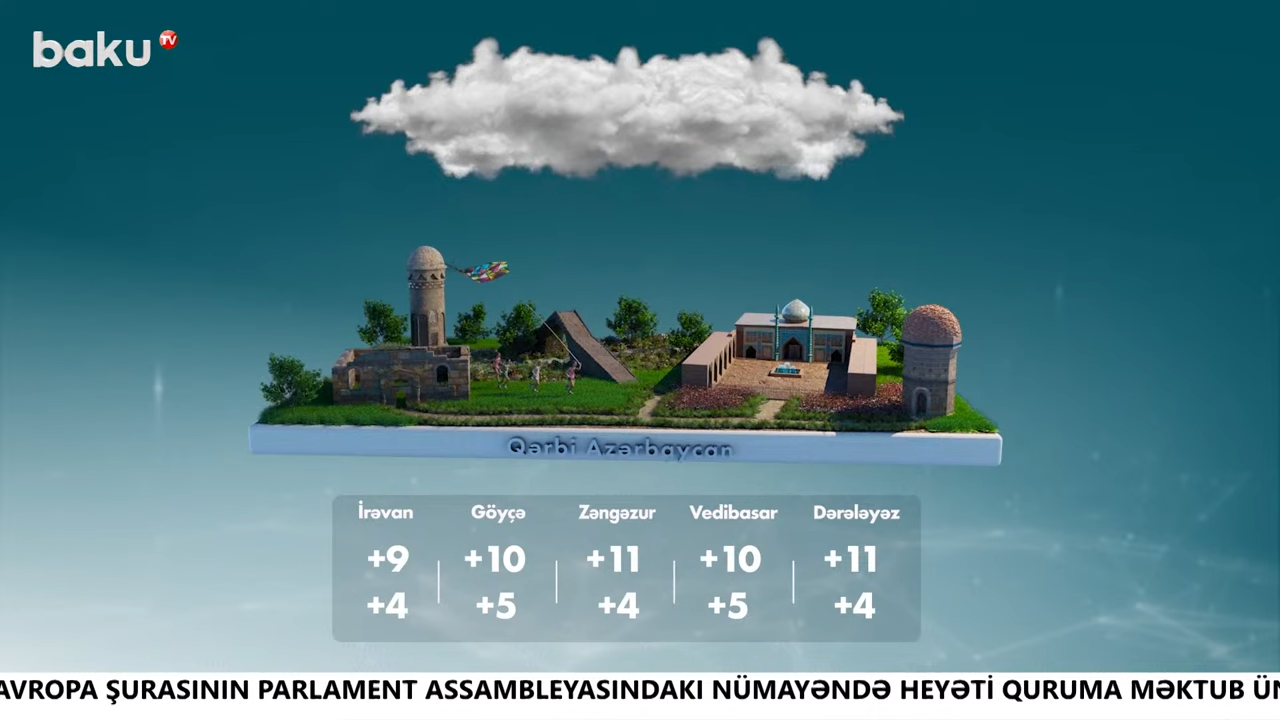 baku TV
Qərbi Azərbaycan
İrəvan Göyçə Zəngəzur Vedibasar Dərələyəz
+9 +10 +11 +10 +11
+4 +5 +4 +5 +4
AVROPA ŞURASININ PARLAMENT ASSAMBLEYASINDAKI NÜMAYƏNDƏ HEYƏTİ QURUMA MƏKTUB ÜN